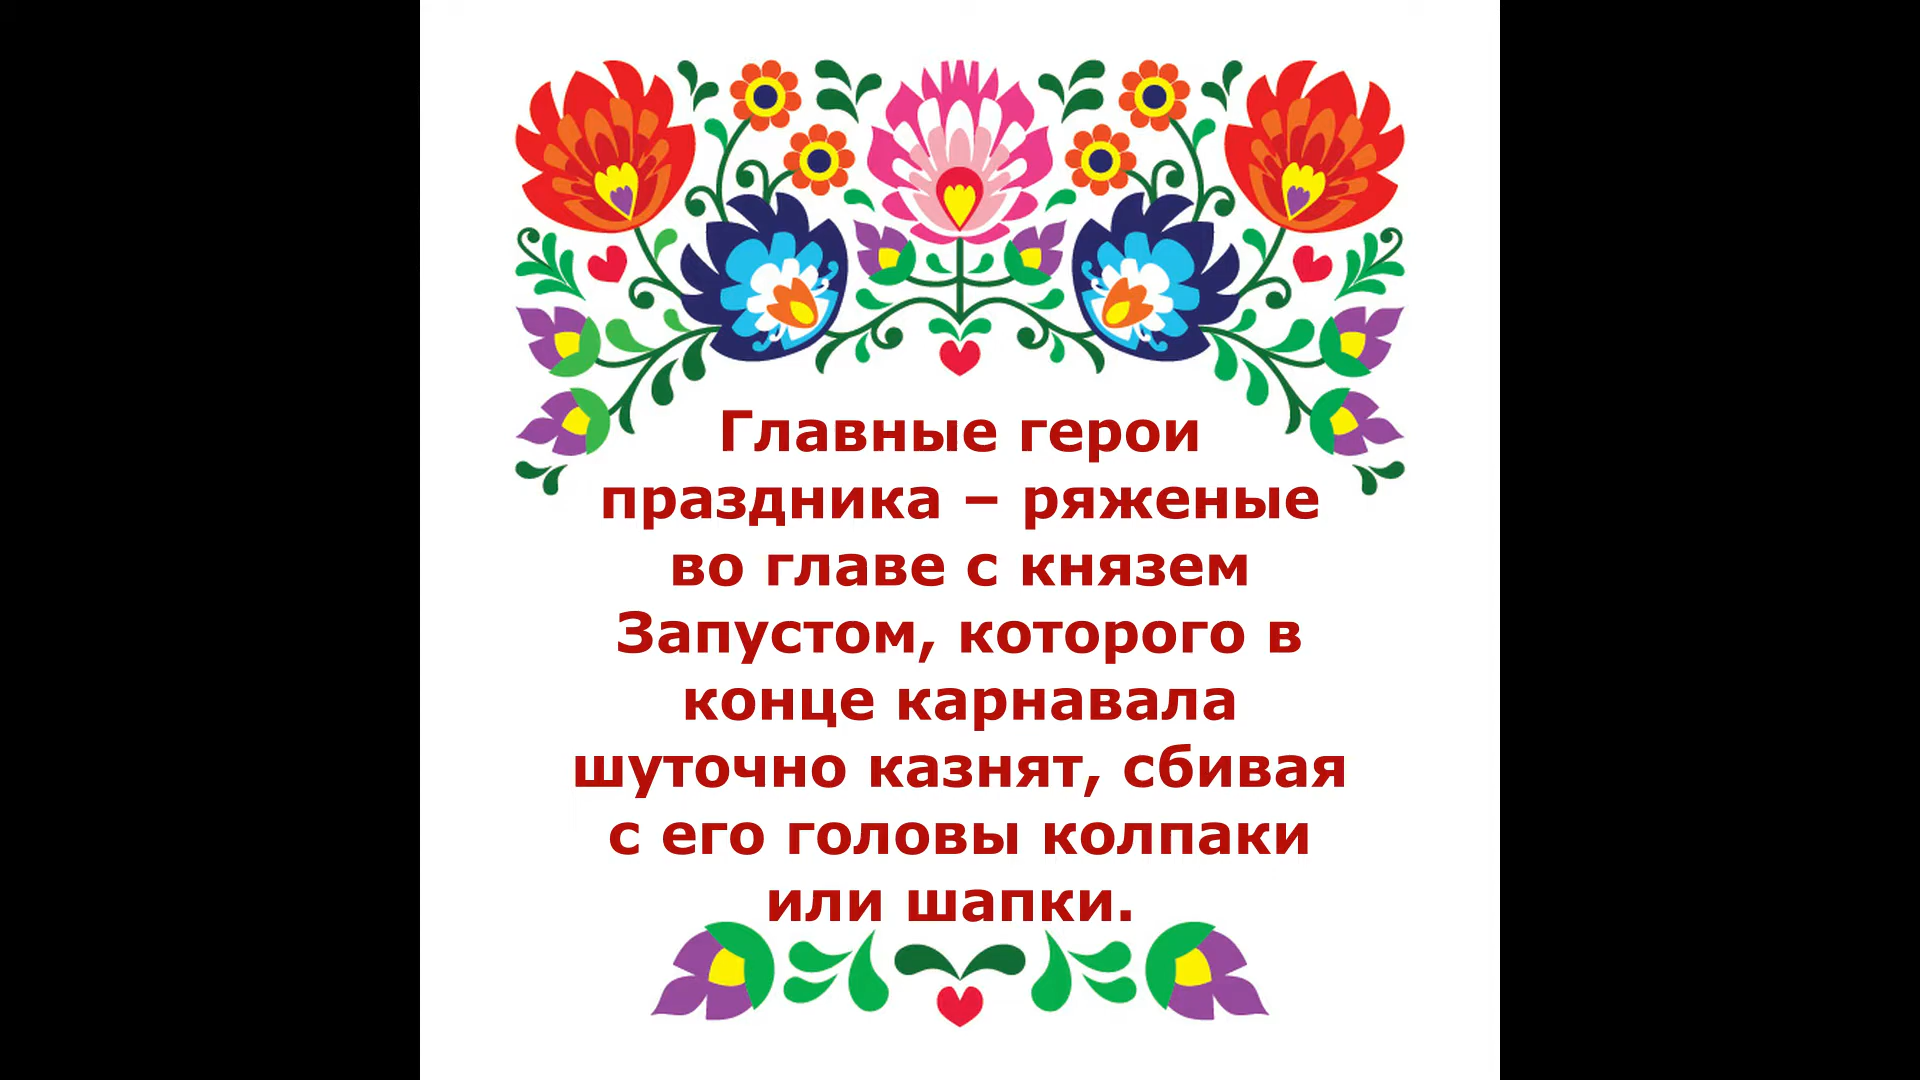 Главные герои
праздника – ряженые
во главе с князем
Запустом, которого в
конце карнавала
шуточно казнят, сбивая
с его головы колпаки
или шапки.